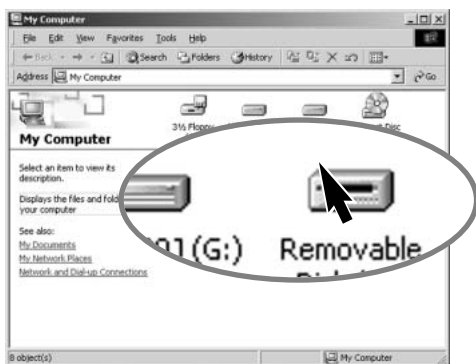 My Computer
File Edit View Favorites Tools Help
Back Search Folders History
Address My Computer Go
3½ Floppy Disc
My Computer
Select an item to view its
description.
Displays the files and
your computer
See also:
My Documents
My Network Places
Network and Dial-up Connections
(G:) Removable
8 object(s) My Computer